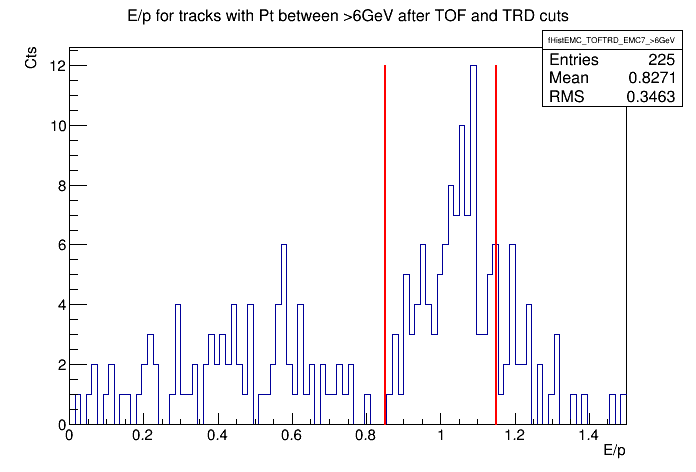 E/p for tracks with Pt between >6GeV after TOF and TRD cuts
fHistEMC_TOFTRD_EMC7_>6GeV
Entries 225
Mean 0.8271
RMS 0.3463
Cts
12
10
8
6
4
2
0
0 0.2 0.4 0.6 0.8 1 1.2 1.4
E/p